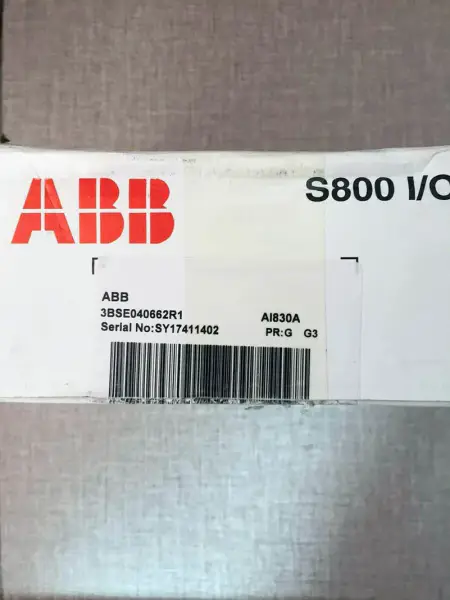 ABB
S800 I/O
ABB
3BSE040662R1 AI830A
Serial No:SY17411402 PR:G G3